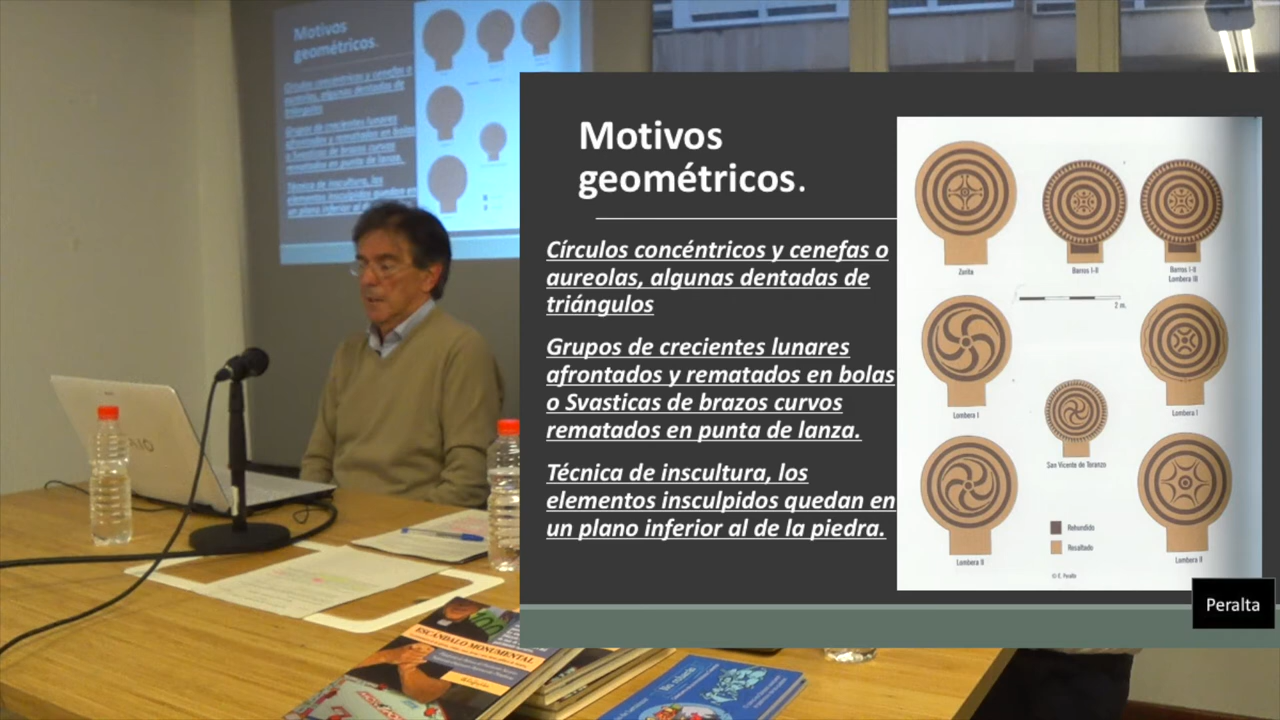 Motivos
geométricos.
Motivos
geométricos.
Círculos concéntricos y cenefas o
aureolas, algunas dentadas de
triángulos
Grupos de crecientes lunares
afrontados y rematados en bolas
o Svasticas de brazos curvos
rematados en punta de lanza.
Técnica de inscultura, los
elementos insculpidos quedan en
un plano inferior al de la piedra.
Zurita
Barros I-II
Barros I-II
Lombera III
2 m.
Lombera I
Lombera I
San Vicente de Toranzo
Lombera II
Lombera II
Rehundido
Resaltado
© E. Peralta
Peralta
ESCÁNDALO MONUMENTAL